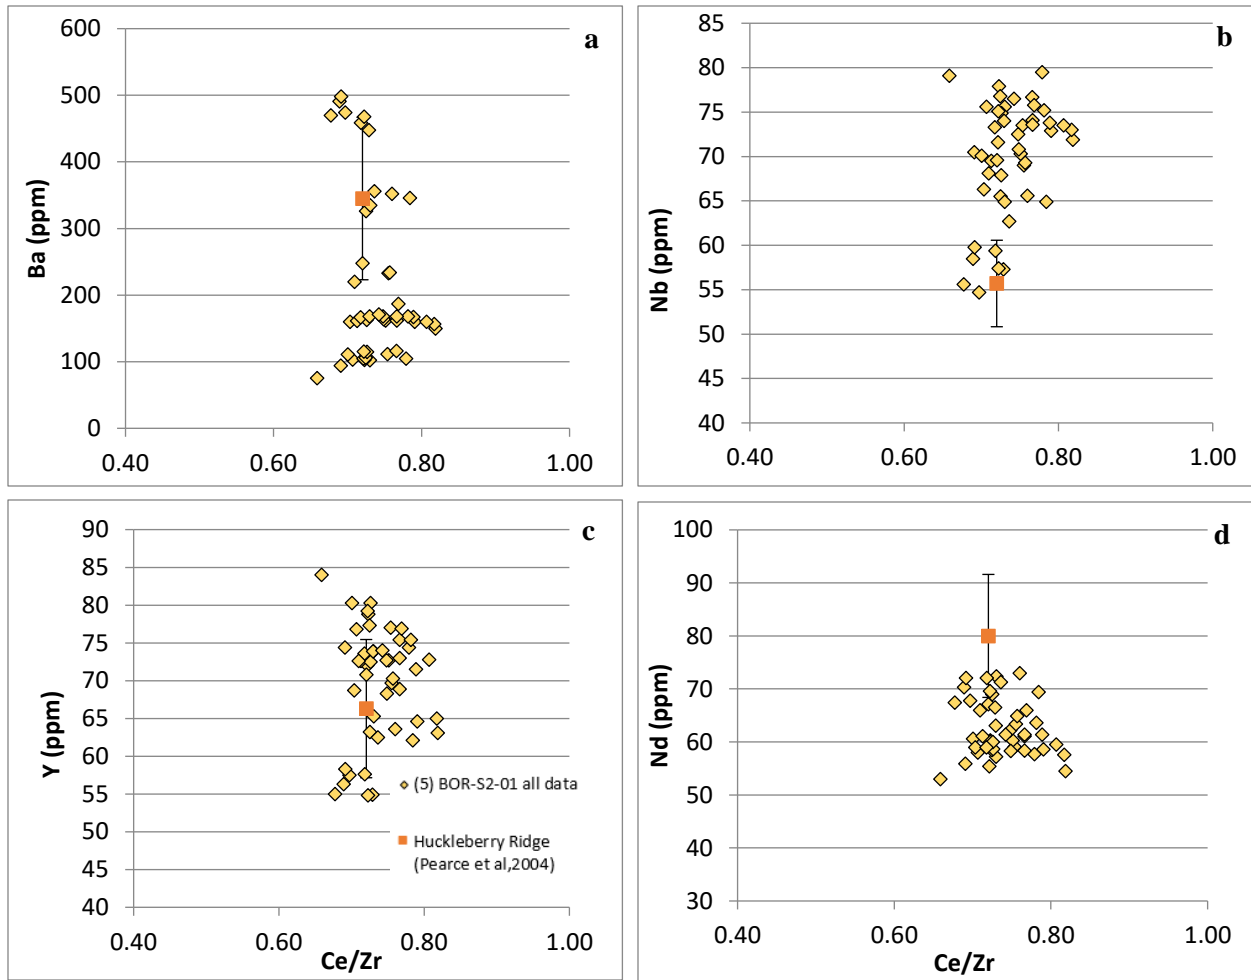 a
600
500
400
300
200
100
0
Ba (ppm)
0.40 0.60 0.80 1.00
b
85
80
75
70
65
60
55
50
45
40
Nb (ppm)
0.40 0.60 0.80 1.00
c
90
85
80
75
70
65
60
55
50
45
40
Y (ppm)
(5) BOR-S2-01 all data
Huckleberry Ridge
(Pearce et al,2004)
0.40 0.60 0.80 1.00
Ce/Zr
d
100
90
80
70
60
50
40
30
Nd (ppm)
0.40 0.60 0.80 1.00
Ce/Zr